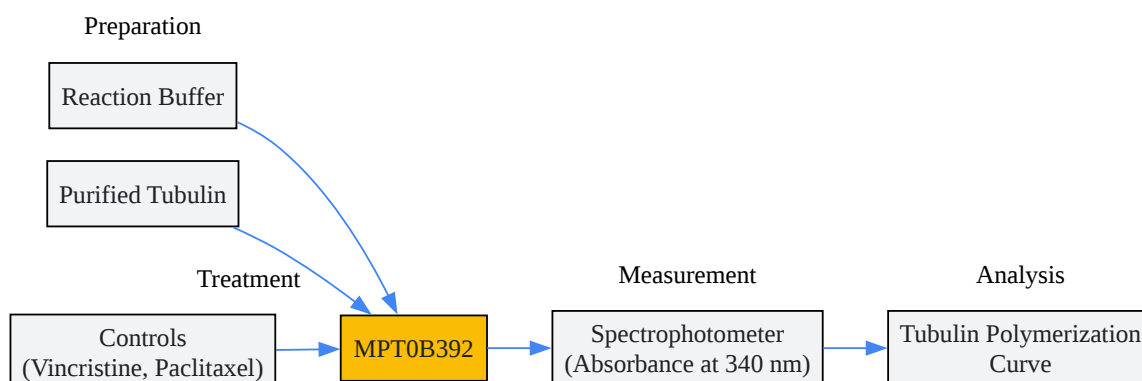 Preparation
Reaction Buffer
Purified Tubulin
Treatment
Measurement
Analysis
Controls
(Vincristine, Paclitaxel)
MPT0B392
Spectrophotometer
(Absorbance at 340 nm)
Tubulin Polymerization
Curve